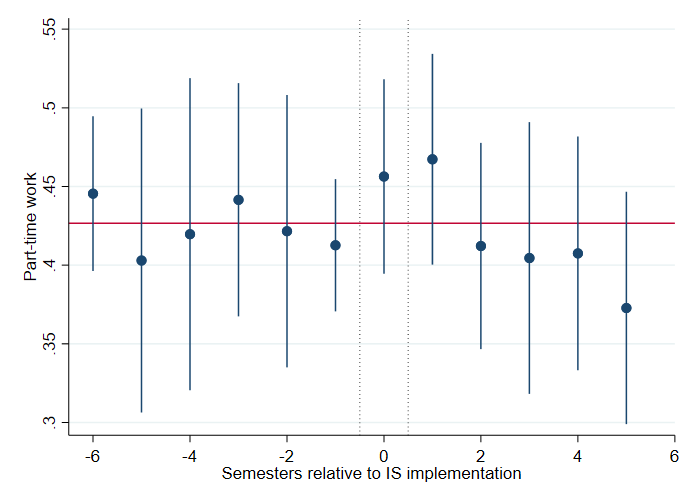 Part-time work
.55
.5
.45
.4
.35
.3
-6 -4 -2 0 2 4 6
Semesters relative to IS implementation